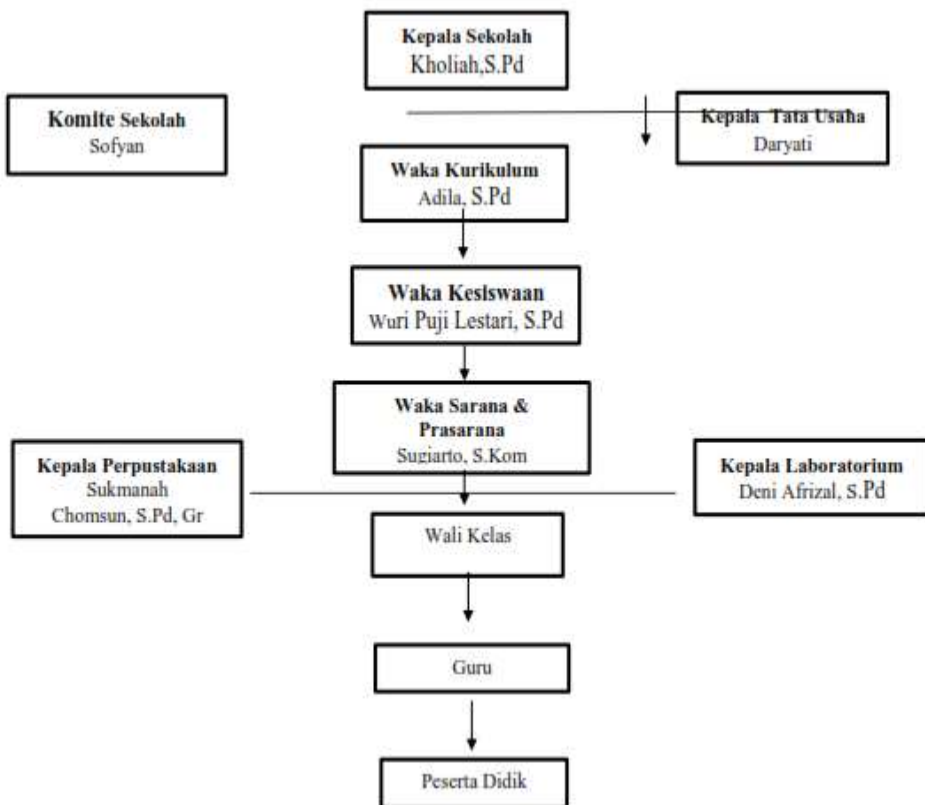 Kepala Sekolah
Kholiah,S.Pd
Komite Sekolah
Sofyan
Kepala Tata Usaha
Daryati
Waka Kurikulum
Adila, S.Pd
Waka Kesiswaan
Wuri Puji Lestari, S.Pd
Waka Sarana &
Prasarana
Sugiarto, S.Kom
Kepala Perpustakaan
Sukmanah
Chomsun, S.Pd, Gr
Kepala Laboratorium
Deni Afrizal, S.Pd
Wali Kelas
Guru
Peserta Didik